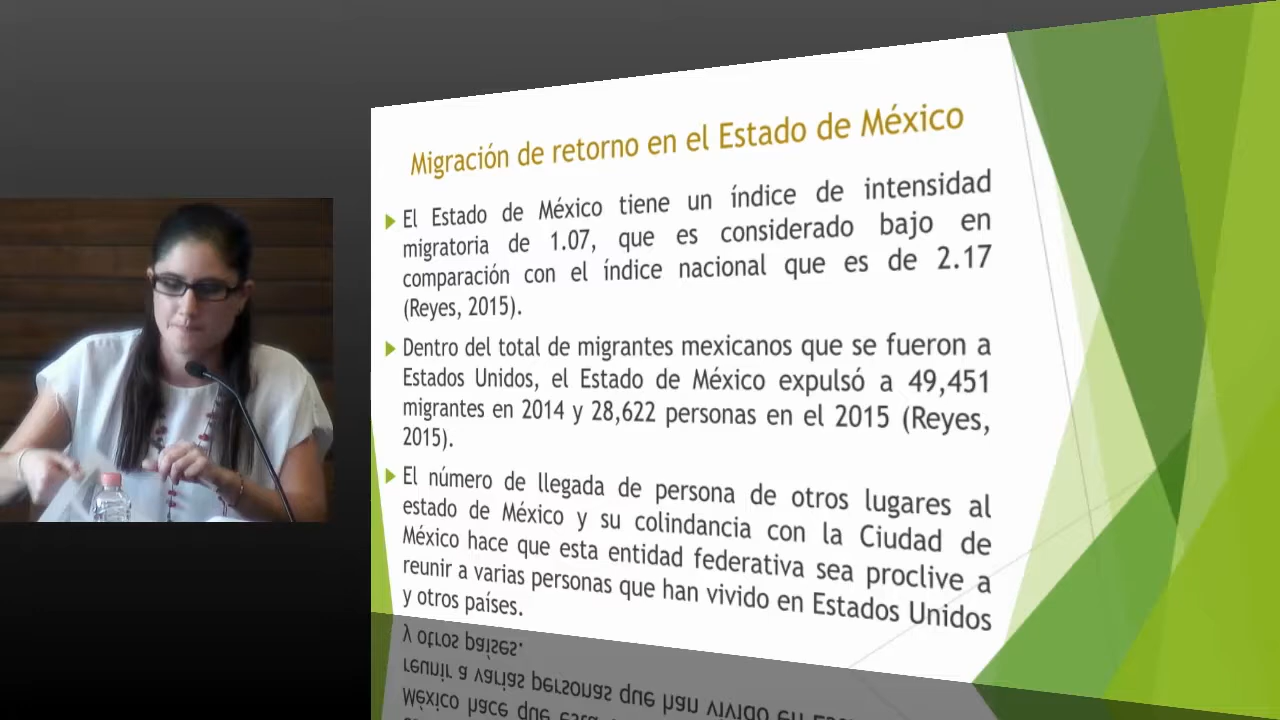 Migración de retorno en el Estado de México
El Estado de México tiene un índice de intensidad
migratoria de 1.07, que es considerado bajo en
comparación con el índice nacional que es de 2.17
(Reyes, 2015).
Dentro del total de migrantes mexicanos que se fueron a
Estados Unidos, el Estado de México expulsó a 49,451
migrantes en 2014 y 28,622 personas en el 2015 (Reyes,
2015).
El número de llegada de persona de otros lugares al
estado de México y su colindancia con la Ciudad de
México hace que esta entidad federativa sea proclive a
reunir a varias personas que han vivido en Estados Unidos
y otros países.